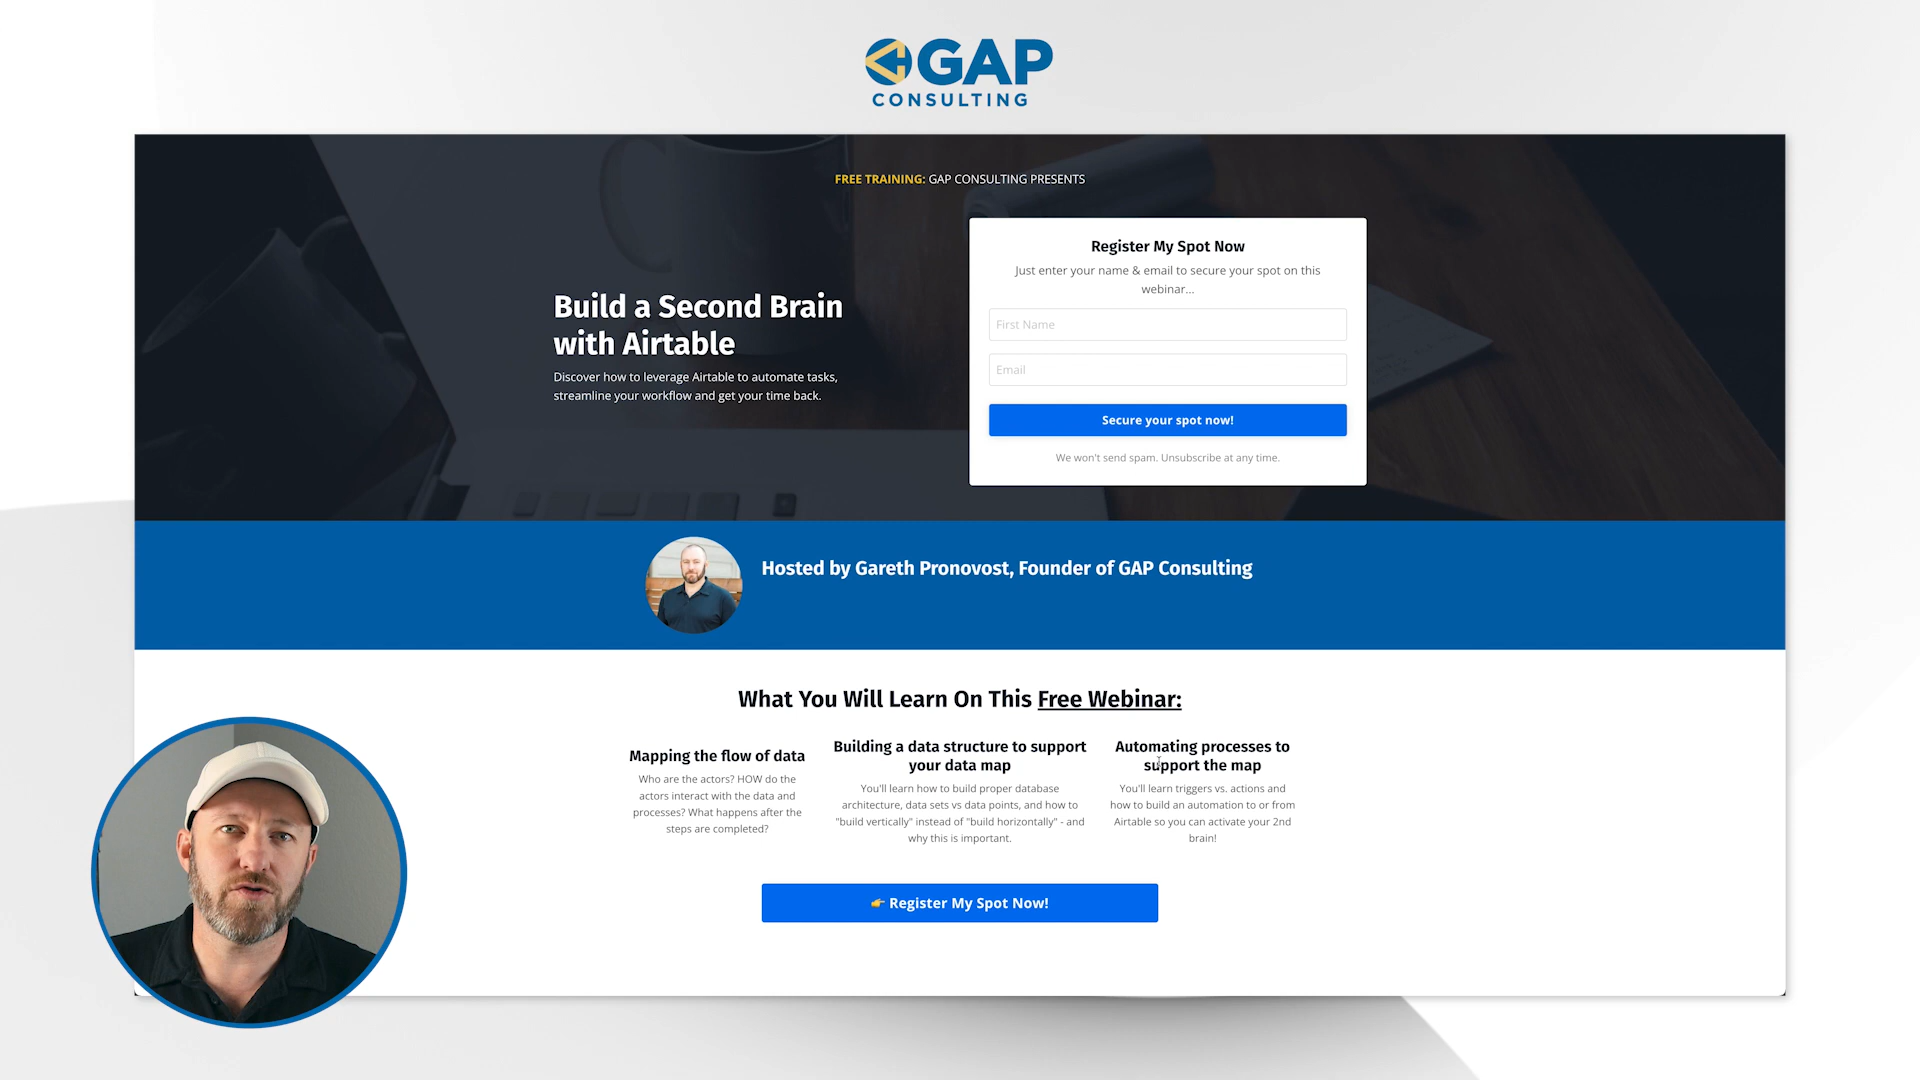 GAP
CONSULTING
FREE TRAINING: GAP CONSULTING PRESENTS
Build a Second Brain
with Airtable
Discover how to leverage Airtable to automate tasks,
streamline your workflow and get your time back.
Register My Spot Now
Just enter your name & email to secure your spot on this
webinar...
First Name
Email
Secure your spot now!
We won't send spam. Unsubscribe at any time.
Hosted by Gareth Pronovost, Founder of GAP Consulting
What You Will Learn On This Free Webinar:
Mapping the flow of data
Who are the actors? HOW do the
actors interact with the data and
processes? What happens after the
steps are completed?
Building a data structure to support
your data map
You'll learn how to build proper database
architecture, data sets vs data points, and how to
"build vertically" instead of "build horizontally" - and
why this is important.
Automating processes to
support the map
You'll learn triggers vs. actions and
how to build an automation to or from
Airtable so you can activate your 2nd
brain!
👉 Register My Spot Now!